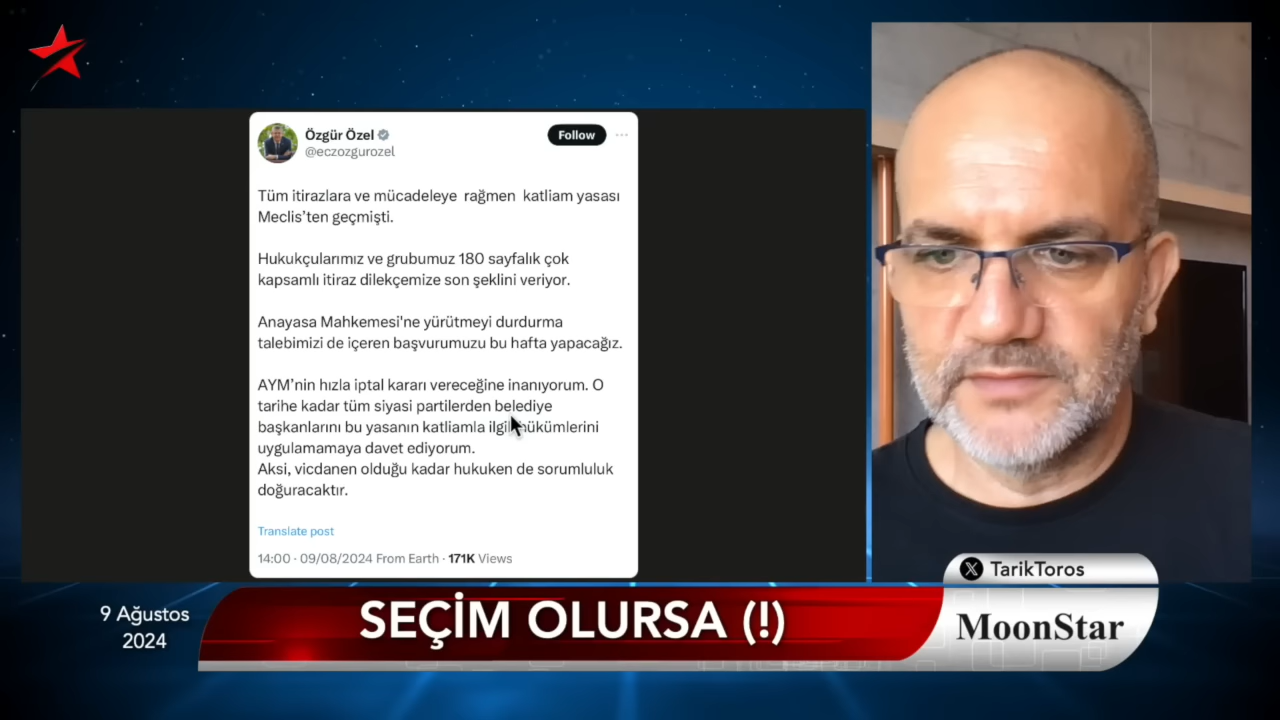 Özgür Özel
@eczozgurozel
Follow
Tüm itirazlara ve mücadeleye rağmen katliam yasası
Meclis'ten geçmişti.
Hukukçularımız ve grubumuz 180 sayfalık çok
kapsamlı itiraz dilekçemize son şeklini veriyor.
Anayasa Mahkemesi'ne yürütmeyi durdurma
talebimizi de içeren başvurumuzu bu hafta yapacağız.
AYM'nin hızla iptal kararı vereceğine inanıyorum. O
tarihe kadar tüm siyasi partilerden belediye
başkanlarını bu yasanın katliamla ilgili hükümlerini
uygulamamaya davet ediyorum.
Aksi, vicdanen olduğu kadar hukuken de sorumluluk
doğuracaktır.
Translate post
14:00 · 09/08/2024 From Earth · 171K Views
X TarikToros
9 Ağustos
2024
SEÇİM OLURSA (!)
MoonStar